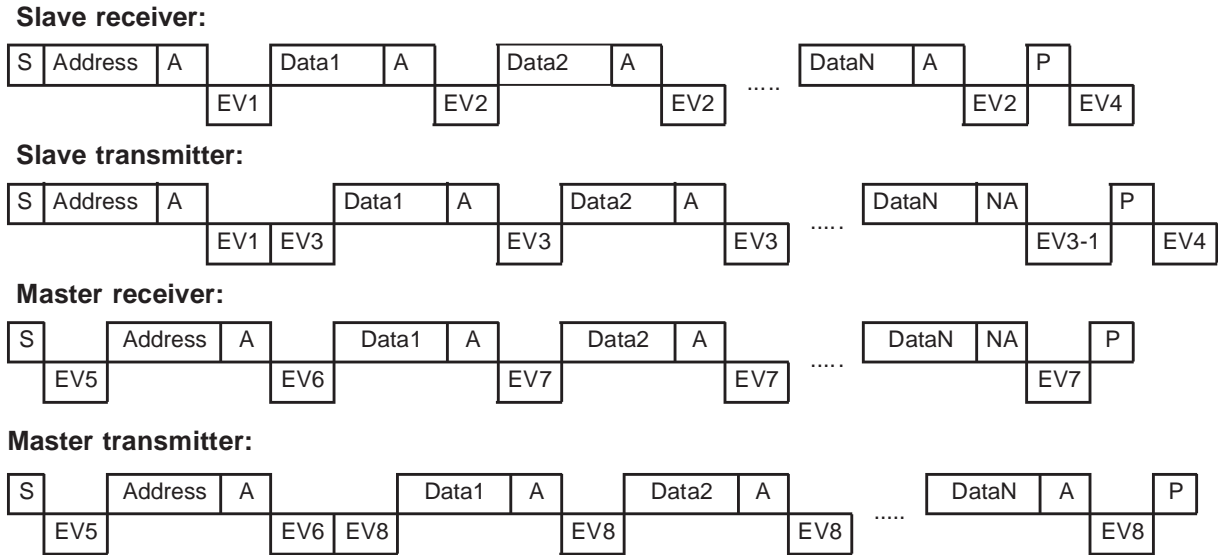 Slave receiver:
S Address A Data1 A Data2 A ..... DataN A P
EV1 EV2 EV2 EV2 EV4
Slave transmitter:
S Address A Data1 A Data2 A ..... DataN NA P
EV1 EV3 EV3 EV3 EV3-1 EV4
Master receiver:
S Address A Data1 A Data2 A ..... DataN NA P
EV5 EV6 EV7 EV7 EV7
Master transmitter:
S Address A Data1 A Data2 A ..... DataN A P
EV5 EV6 EV8 EV8 EV8 EV8